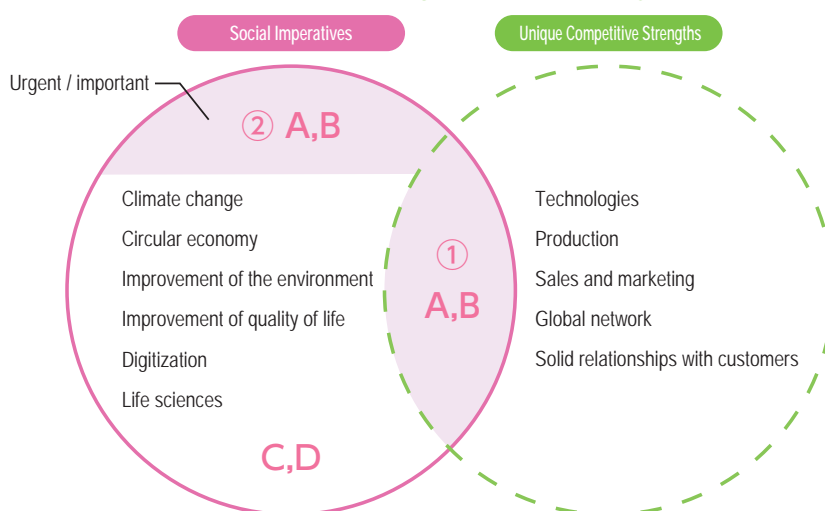 Social Imperatives
Unique Competitive Strengths
Urgent / important
② A,B
Climate change
Circular economy
Improvement of the environment
Improvement of quality of life
Digitization
Life sciences
C,D
①
A,B
Technologies
Production
Sales and marketing
Global network
Solid relationships with customers